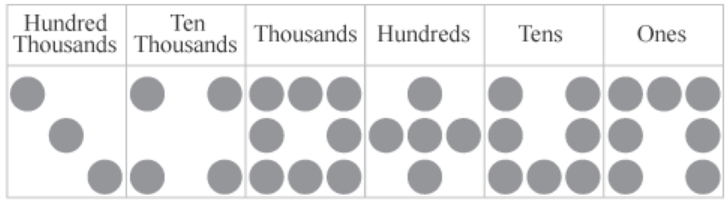 Hundred Thousands
Ten Thousands
Thousands
Hundreds
Tens
Ones